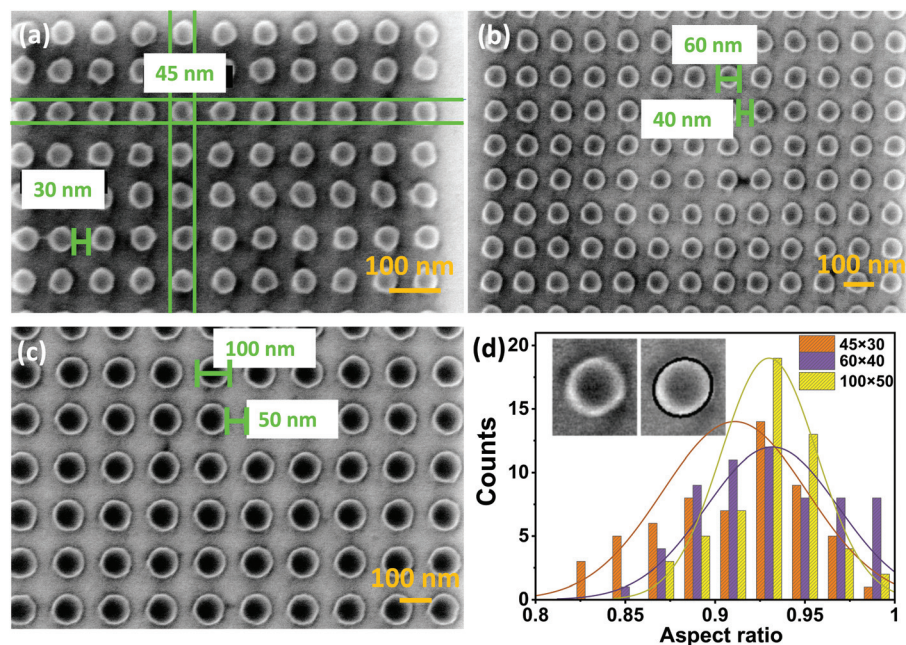 (a)
45 nm
30 nm
100 nm
(b)
60 nm
40 nm
100 nm
(c)
100 nm
50 nm
100 nm
(d)
45×30
60×40
100×50
20
15
10
5
0
0.8
0.85
0.9
0.95
1
Counts
Aspect ratio